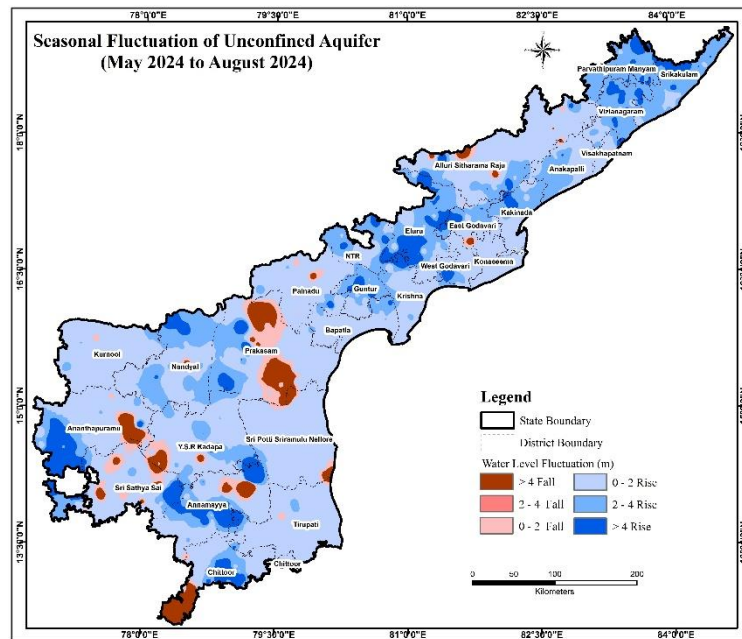 78°0'0"E
79°30'0"E
81°0'0"E
82°30'0"E
84°0'0"E
Seasonal Fluctuation of Unconfined Aquifer
(May 2024 to August 2024)
Parvathipuram Manyam
Srikakulam
Vizianagaram
Visakhapatnam
Alluri Sitharama Raju
Anakapalli
Kakinada
East Godavari
Eluru
Konaseema
West Godavari
NTR
Krishna
Guntur
Palnadu
Bapatla
Prakasam
Kurnool
Nandyal
Ananthapuramu
Y.S.R Kadapa
Sri Potti Sriramulu Nellore
Sri Sathya Sai
Annamayya
Tirupati
Chittoor
Chittoor
16°30'0"N
15°0'0"N
13°30'0"N
Legend
State Boundary
District Boundary
Water Level Fluctuation (m)
> 4 Fall
0 - 2 Rise
2 - 4 Fall
2 - 4 Rise
0 - 2 Fall
> 4 Rise
0 50 100 200
Kilometers
78°0'0"E
79°30'0"E
81°0'0"E
82°30'0"E
84°0'0"E